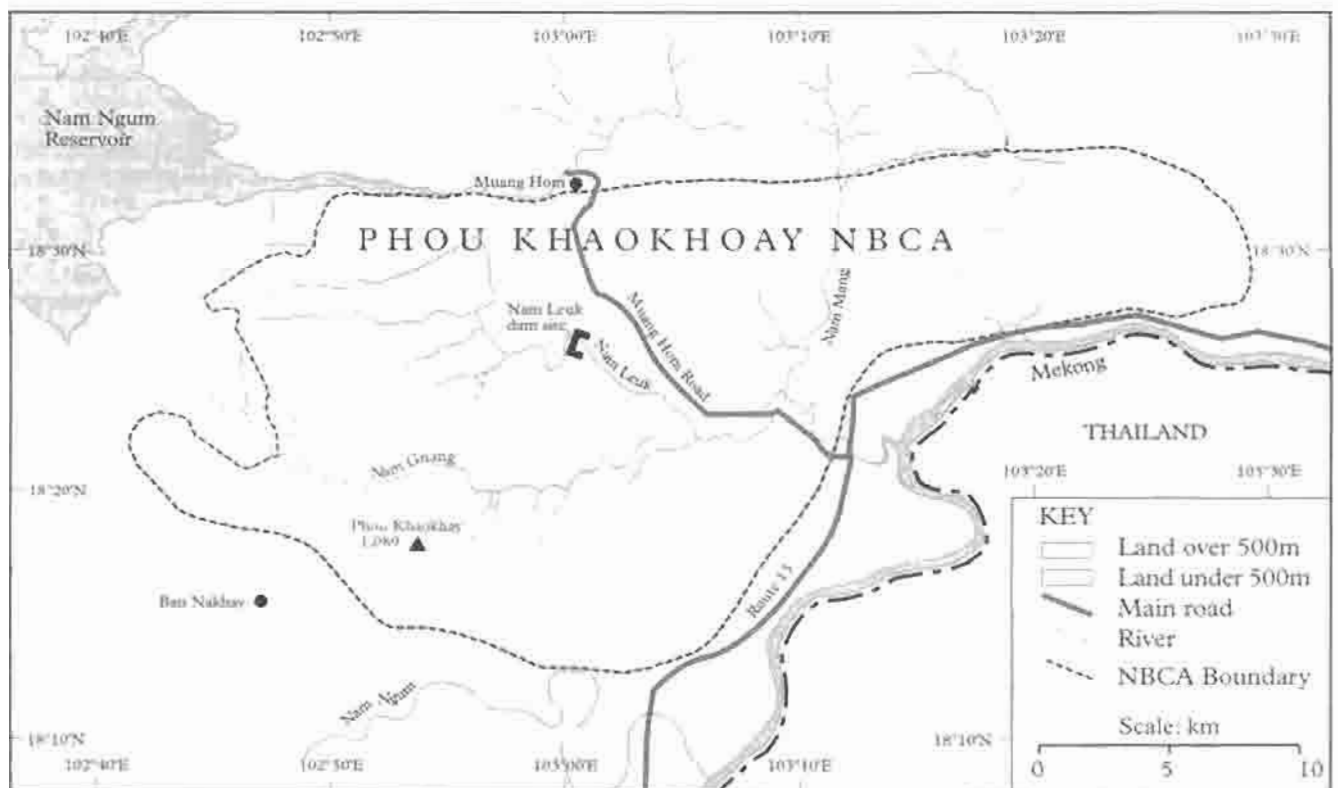 102°40'E 102°50'E 103°00'E 103°10'E 103°20'E 103°30'E
Nam Ngum
Reservoir
Muang Hom
PHOU KHAOKHOAY NBCA
18°30'N 18°30'N
Nam Leuk
dam site
Nam Leuk
Muang Hom Road
Nam Mang
Mekong
THAILAND
103°20'E 103°30'E
Nam Gnang
18°20'N
Phou Khaokhay
Ban Nakhay
Route 13
Nam Ngum
18°10'N 18°10'N
102°40'E 102°50'E 103°00'E 103°10'E
KEY
Land over 500m
Land under 500m
Main road
River
NBCA Boundary
Scale: km
0 5 10